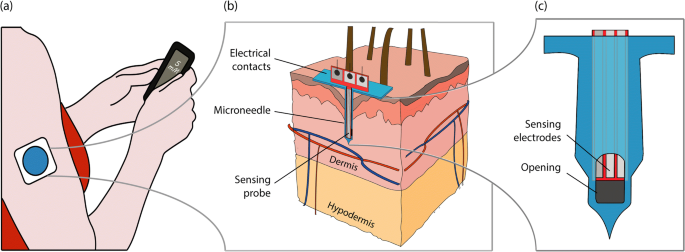 (a)
(b)
(c)
Electrical
contacts
Microneedle
Sensing
probe
Dermis
Hypodermis
Sensing
electrodes
Opening